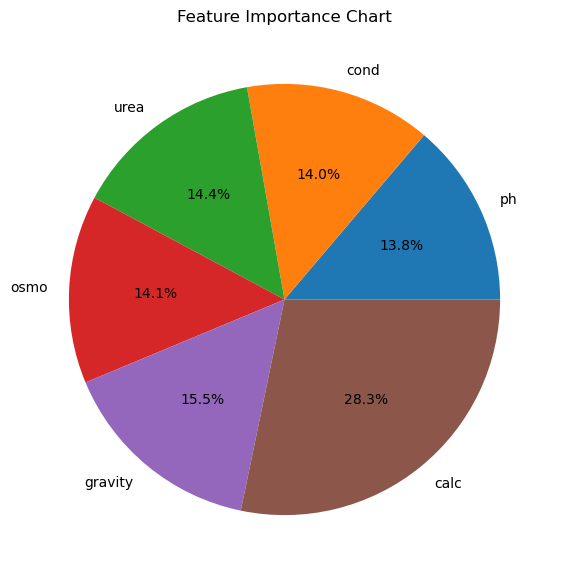 Feature Importance Chart
cond
urea
14.0%
14.4%
ph
13.8%
osmo
14.1%
15.5%
28.3%
gravity
calc